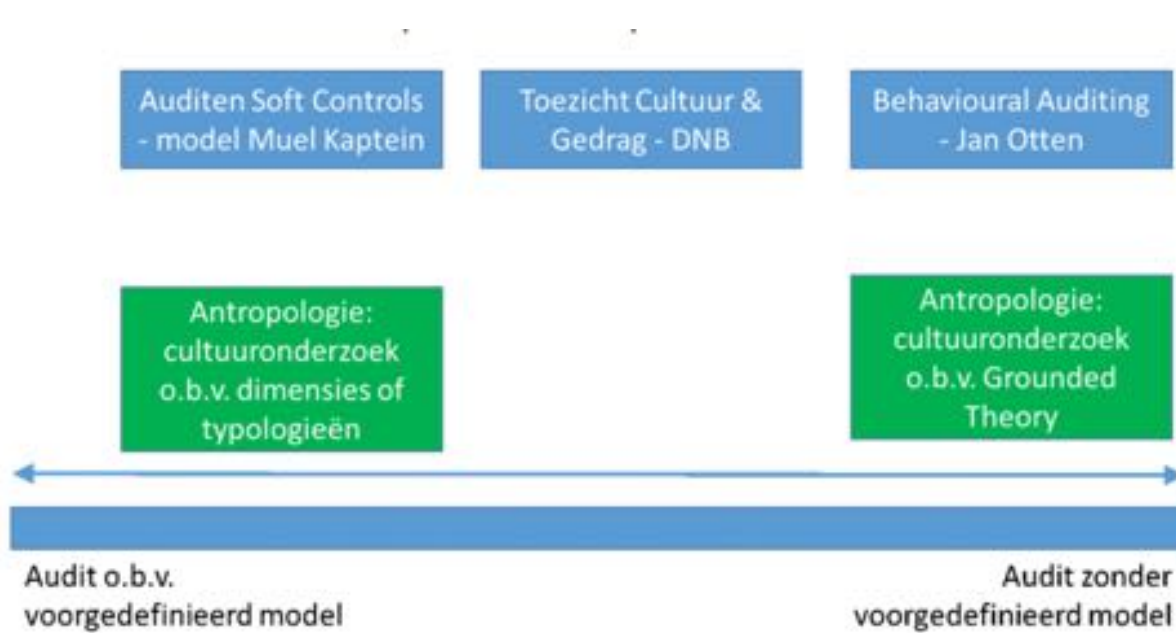 Auditen Soft Controls
- model Muel Kaptein
Toezicht Cultuur &
Gedrag - DNB
Behavioural Auditing
- Jan Otten
Antropologie:
cultuuronderzoek
o.b.v. dimensies of
typologieën
Antropologie:
cultuuronderzoek
o.b.v. Grounded
Theory
Audit o.b.v.
voorgedefinieerd model
Audit zonder
voorgedefinieerd model